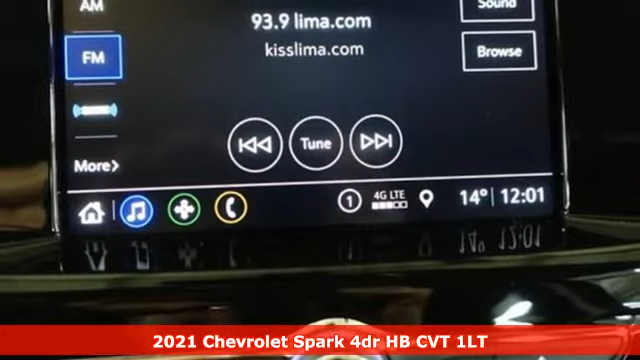 AM
93.9 lima.com
Sound
kisslima.com
FM
Browse
Tune
More>
1
4G LTE
14° 12:01
2021 Chevrolet Spark 4dr HB CVT 1LT